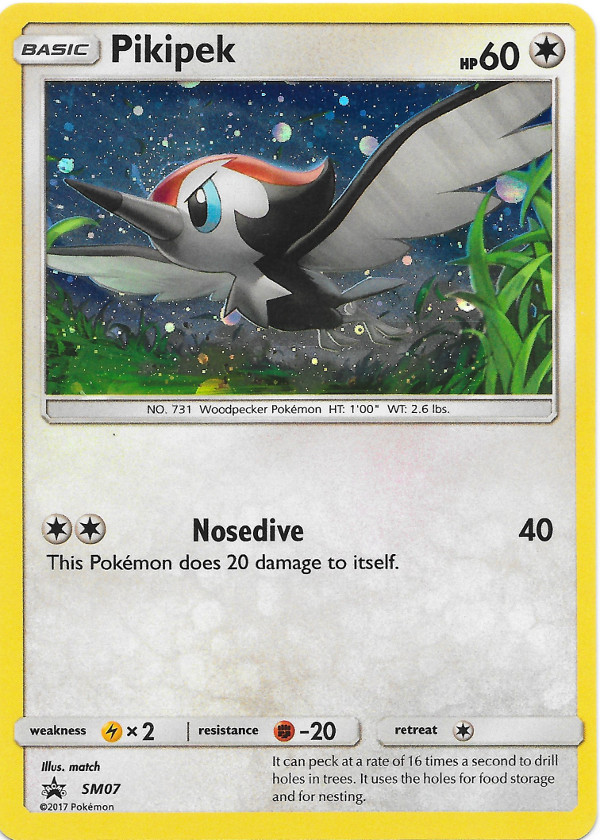 BASIC Pikipek HP60
NO. 731 Woodpecker Pokémon HT: 1'00" WT: 2.6 lbs.
Nosedive 40
This Pokémon does 20 damage to itself.
weakness ×2 resistance -20 retreat
Illus. match
SM07
©2017 Pokémon
It can peck at a rate of 16 times a second to drill
holes in trees. It uses the holes for food storage
and for nesting.